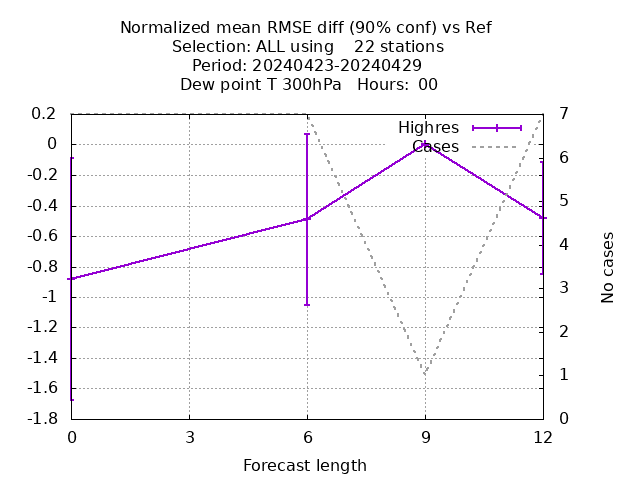 Normalized mean RMSE diff (90% conf) vs Ref
Selection: ALL using    22 stations
Period: 20240423-20240429
Dew point T 300hPa   Hours:  00
Highres
Cases
0.2
0
-0.2
-0.4
-0.6
-0.8
-1
-1.2
-1.4
-1.6
-1.8
7
6
5
4
3
2
1
0
No cases
0 3 6 9 12
Forecast length